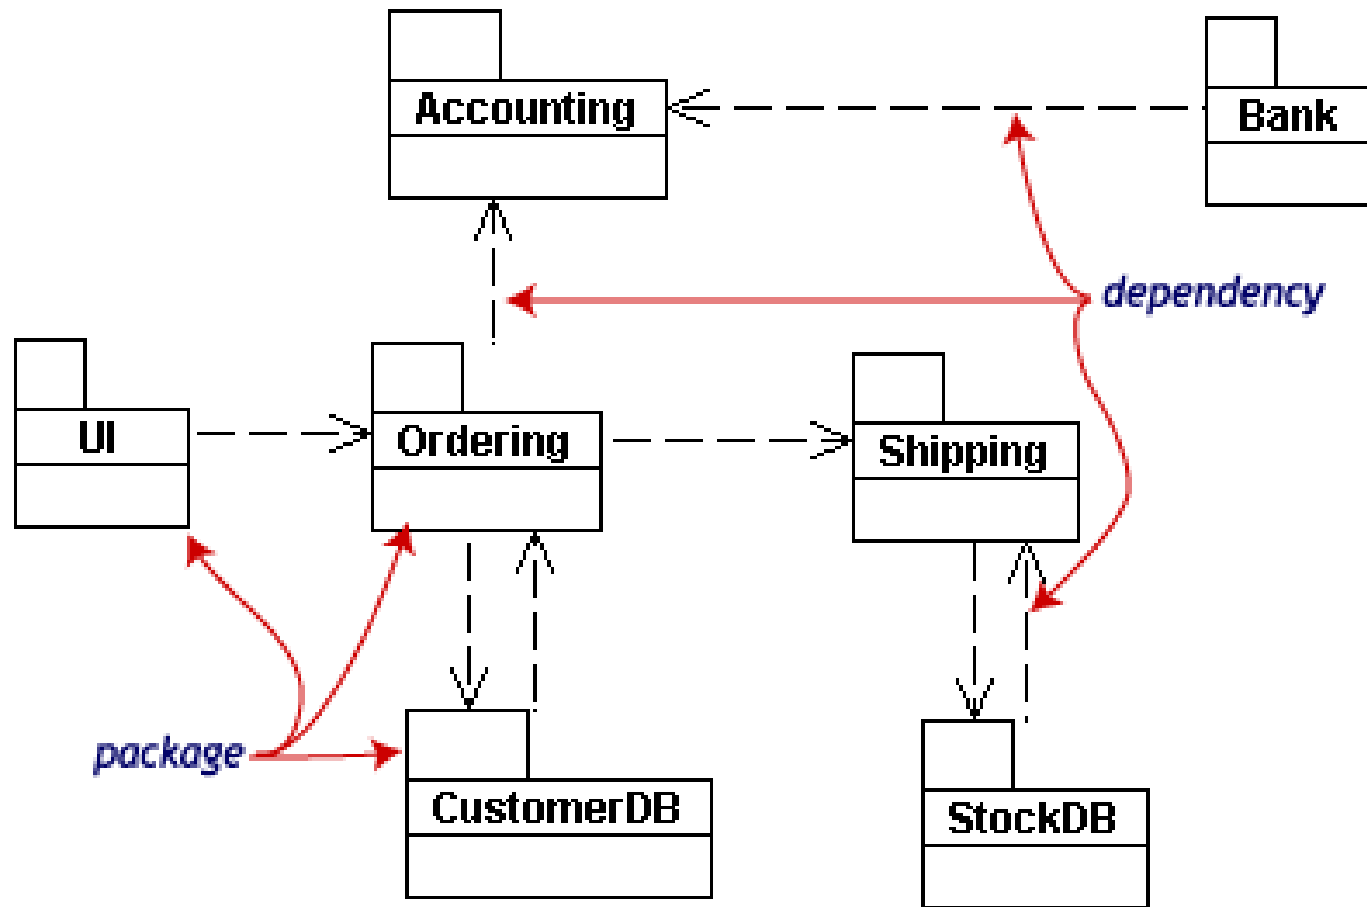 Accounting
Bank
dependency
UI
Ordering
Shipping
package
CustomerDB
StockDB